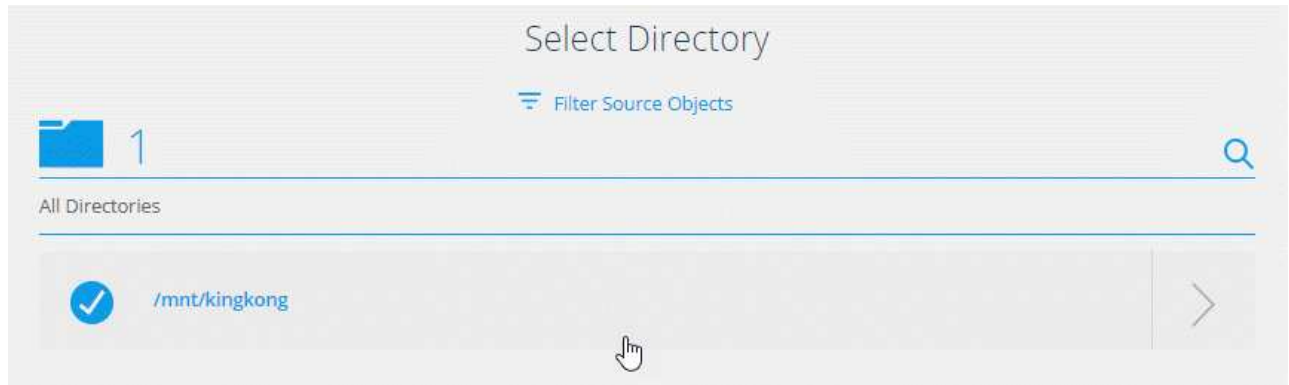 Select Directory
Filter Source Objects
1
All Directories
/mnt/kingkong